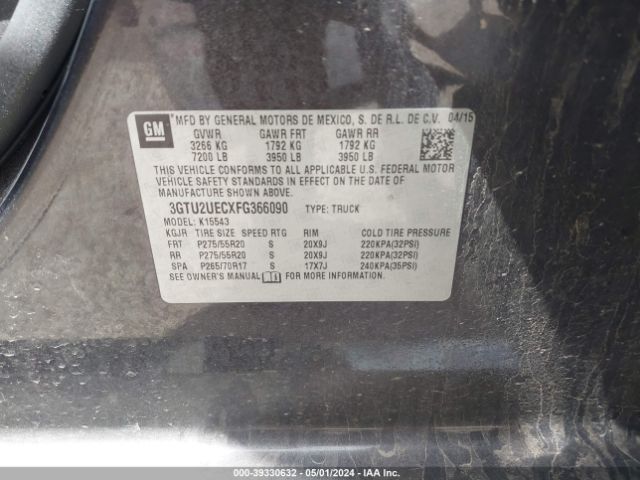 GM
MFD BY GENERAL MOTORS DE MEXICO, S. DE R.L. DE C.V. 04/15
GVWR GAWR FRT GAWR RR
3266 KG 1792 KG 1792 KG
7200 LB 3950 LB 3950 LB
THIS VEHICLE CONFORMS TO ALL APPLICABLE U.S. FEDERAL MOTOR
VEHICLE SAFETY STANDARDS IN EFFECT ON THE DATE OF
MANUFACTURE SHOWN ABOVE.
3GTU2UECXFG366090 TYPE: TRUCK
MODEL: K15543
KGJR TIRE SIZE SPEED RTG RIM COLD TIRE PRESSURE
FRT P275/55R20 S 20X9J 220KPA(32PSI)
RR P275/55R20 S 20X9J 220KPA(32PSI)
SPA P265/70R17 S 17X7J 240KPA(35PSI)
SEE OWNER'S MANUAL FOR MORE INFORMATION.
000-39330632 - 05/01/2024 - IAA Inc.